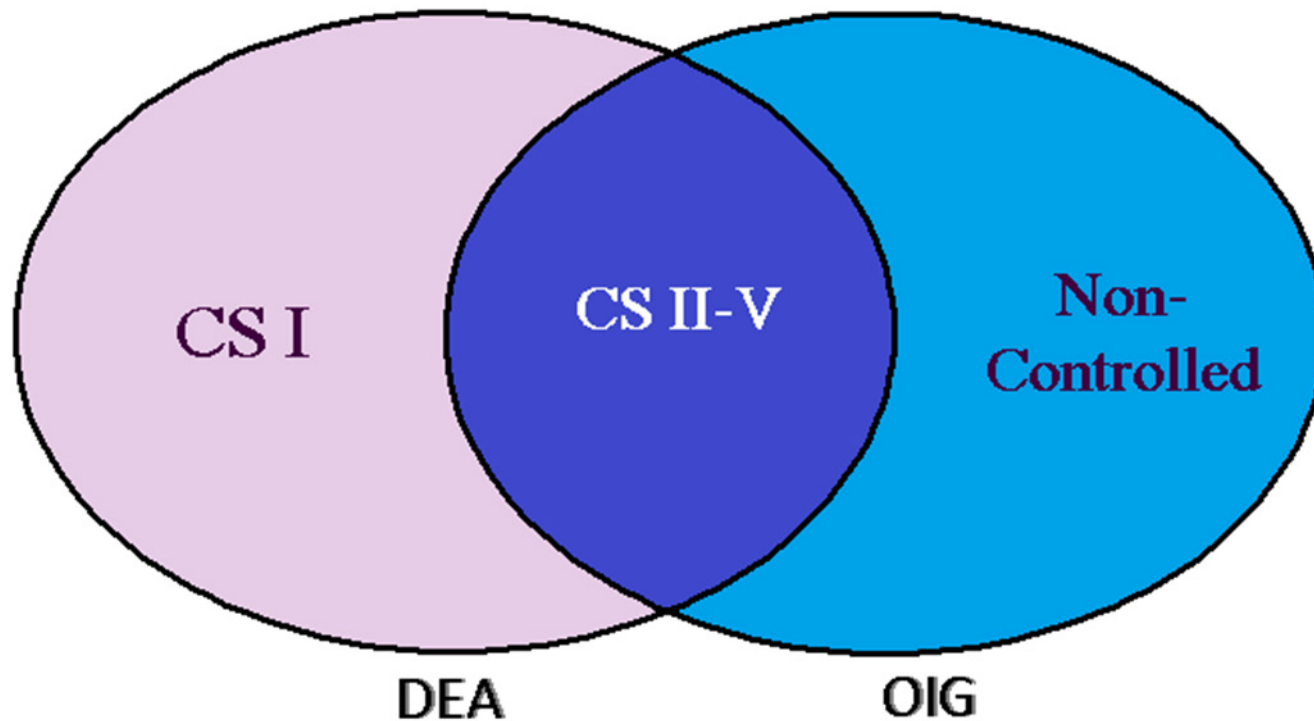 CS I
CS II-V
Non-
Controlled
DEA
OIG